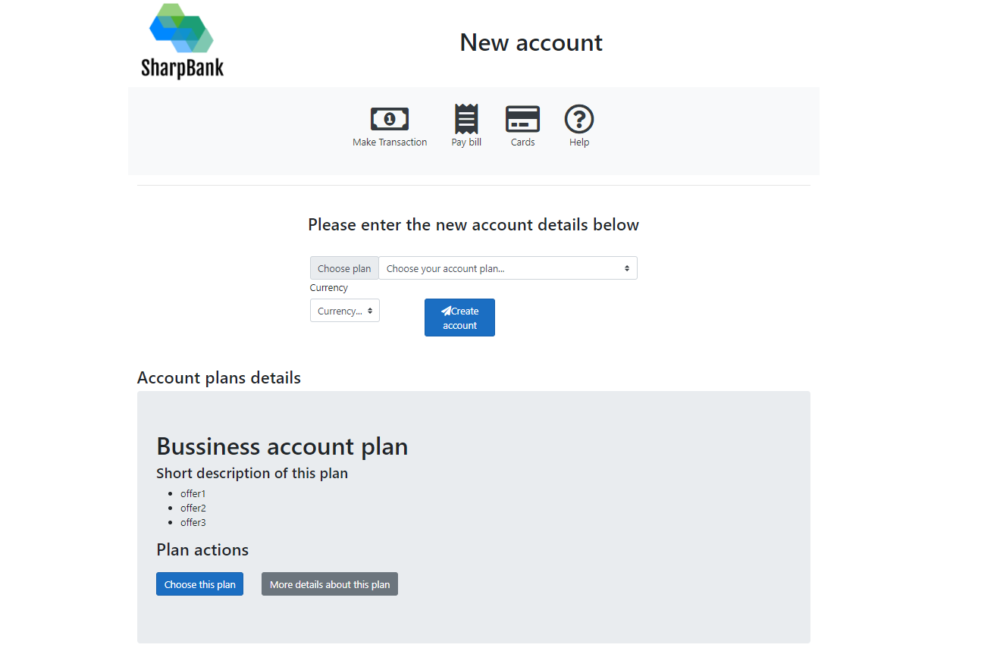 SharpBank
New account
1
Make Transaction
Pay bill
Cards
?
Help
Please enter the new account details below
Choose plan
Choose your account plan...
Currency
Currency...
Create
account
Account plans details
Bussiness account plan
Short description of this plan
offer1
offer2
offer3
Plan actions
Choose this plan
More details about this plan